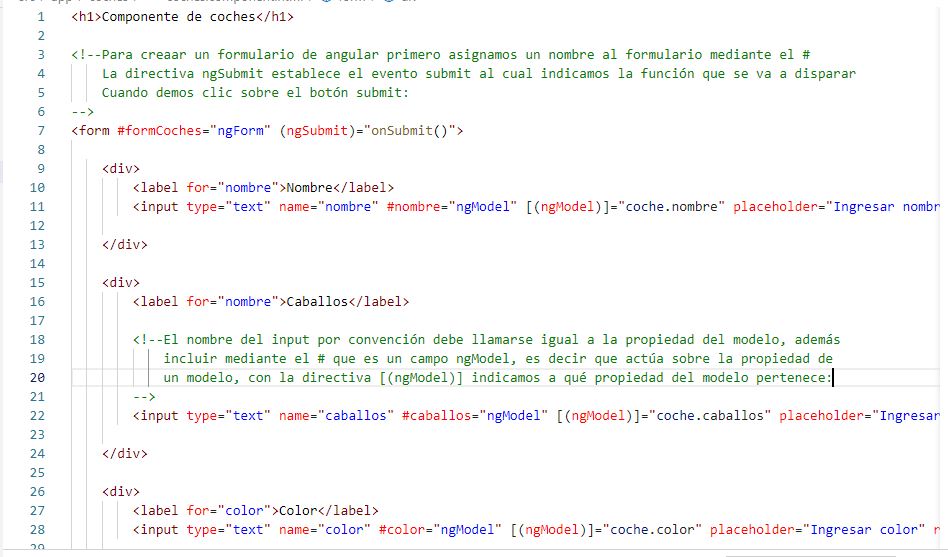 1 <h1>Componente de coches</h1>
2
3 <!--Para creaar un formulario de angular primero asignamos un nombre al formulario mediante el #
4 La directiva ngSubmit establece el evento submit al cual indicamos la función que se va a disparar
5 Cuando demos clic sobre el botón submit:
6 -->
7 <form #formCoches="ngForm" (ngSubmit)="onSubmit()">
8
9 <div>
10 <label for="nombre">Nombre</label>
11 <input type="text" name="nombre" #nombre="ngModel" [(ngModel)]="coche.nombre" placeholder="Ingresar nombr
12
13 </div>
14
15 <div>
16 <label for="nombre">Caballos</label>
17
18 <!--El nombre del input por convención debe llamarse igual a la propiedad del modelo, además
19 incluir mediante el # que es un campo ngModel, es decir que actúa sobre la propiedad de
20 un modelo, con la directiva [(ngModel)] indicamos a qué propiedad del modelo pertenece:
21 -->
22 <input type="text" name="caballos" #caballos="ngModel" [(ngModel)]="coche.caballos" placeholder="Ingresar
23
24 </div>
25
26 <div>
27 <label for="color">Color</label>
28 <input type="text" name="color" #color="ngModel" [(ngModel)]="coche.color" placeholder="Ingresar color" r
29